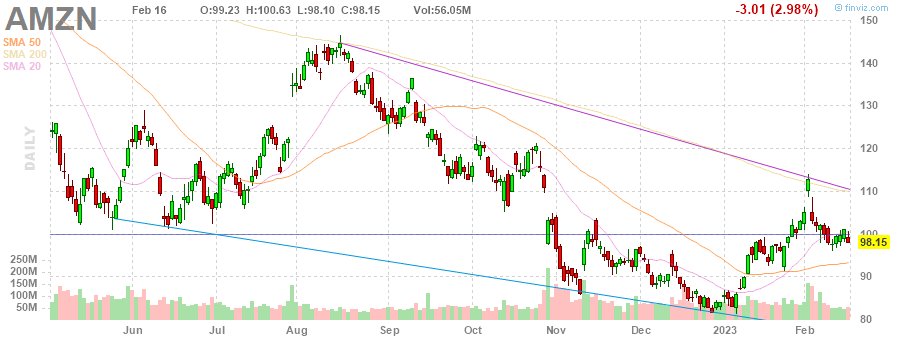 AMZN Feb 16 O:99.23 H:100.63 L:98.10 C:98.15 Vol:56.05M -3.01 (2.98%) © finviz.com
SMA 50
SMA 200
SMA 20
DAILY
150
140
130
120
110
100
98.15
90
80
250M
200M
150M
100M
50M
Jun Jul Aug Sep Oct Nov Dec 2023 Feb